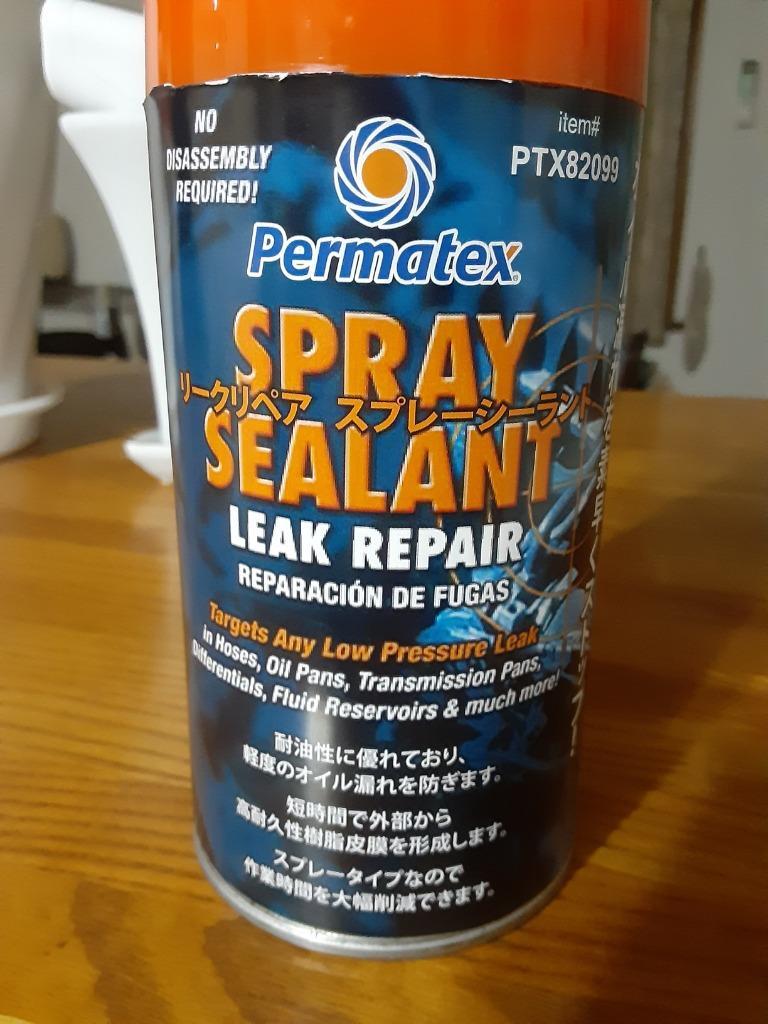 NO
DISASSEMBLY
REQUIRED!
item#
PTX82099
Permatex
SPRAY
リークリペア スプレーシーラント
SEALANT
LEAK REPAIR
REPARACIÓN DE FUGAS
Targets Any Low Pressure Leak
in Hoses, Oil Pans, Transmission Pans,
Differentials, Fluid Reservoirs & much more!
耐油性に優れており、
軽度のオイル漏れを防ぎます。
短時間で外部から
高耐久性樹脂皮膜を形成します。
スプレータイプなので
作業時間を大幅削減できます。